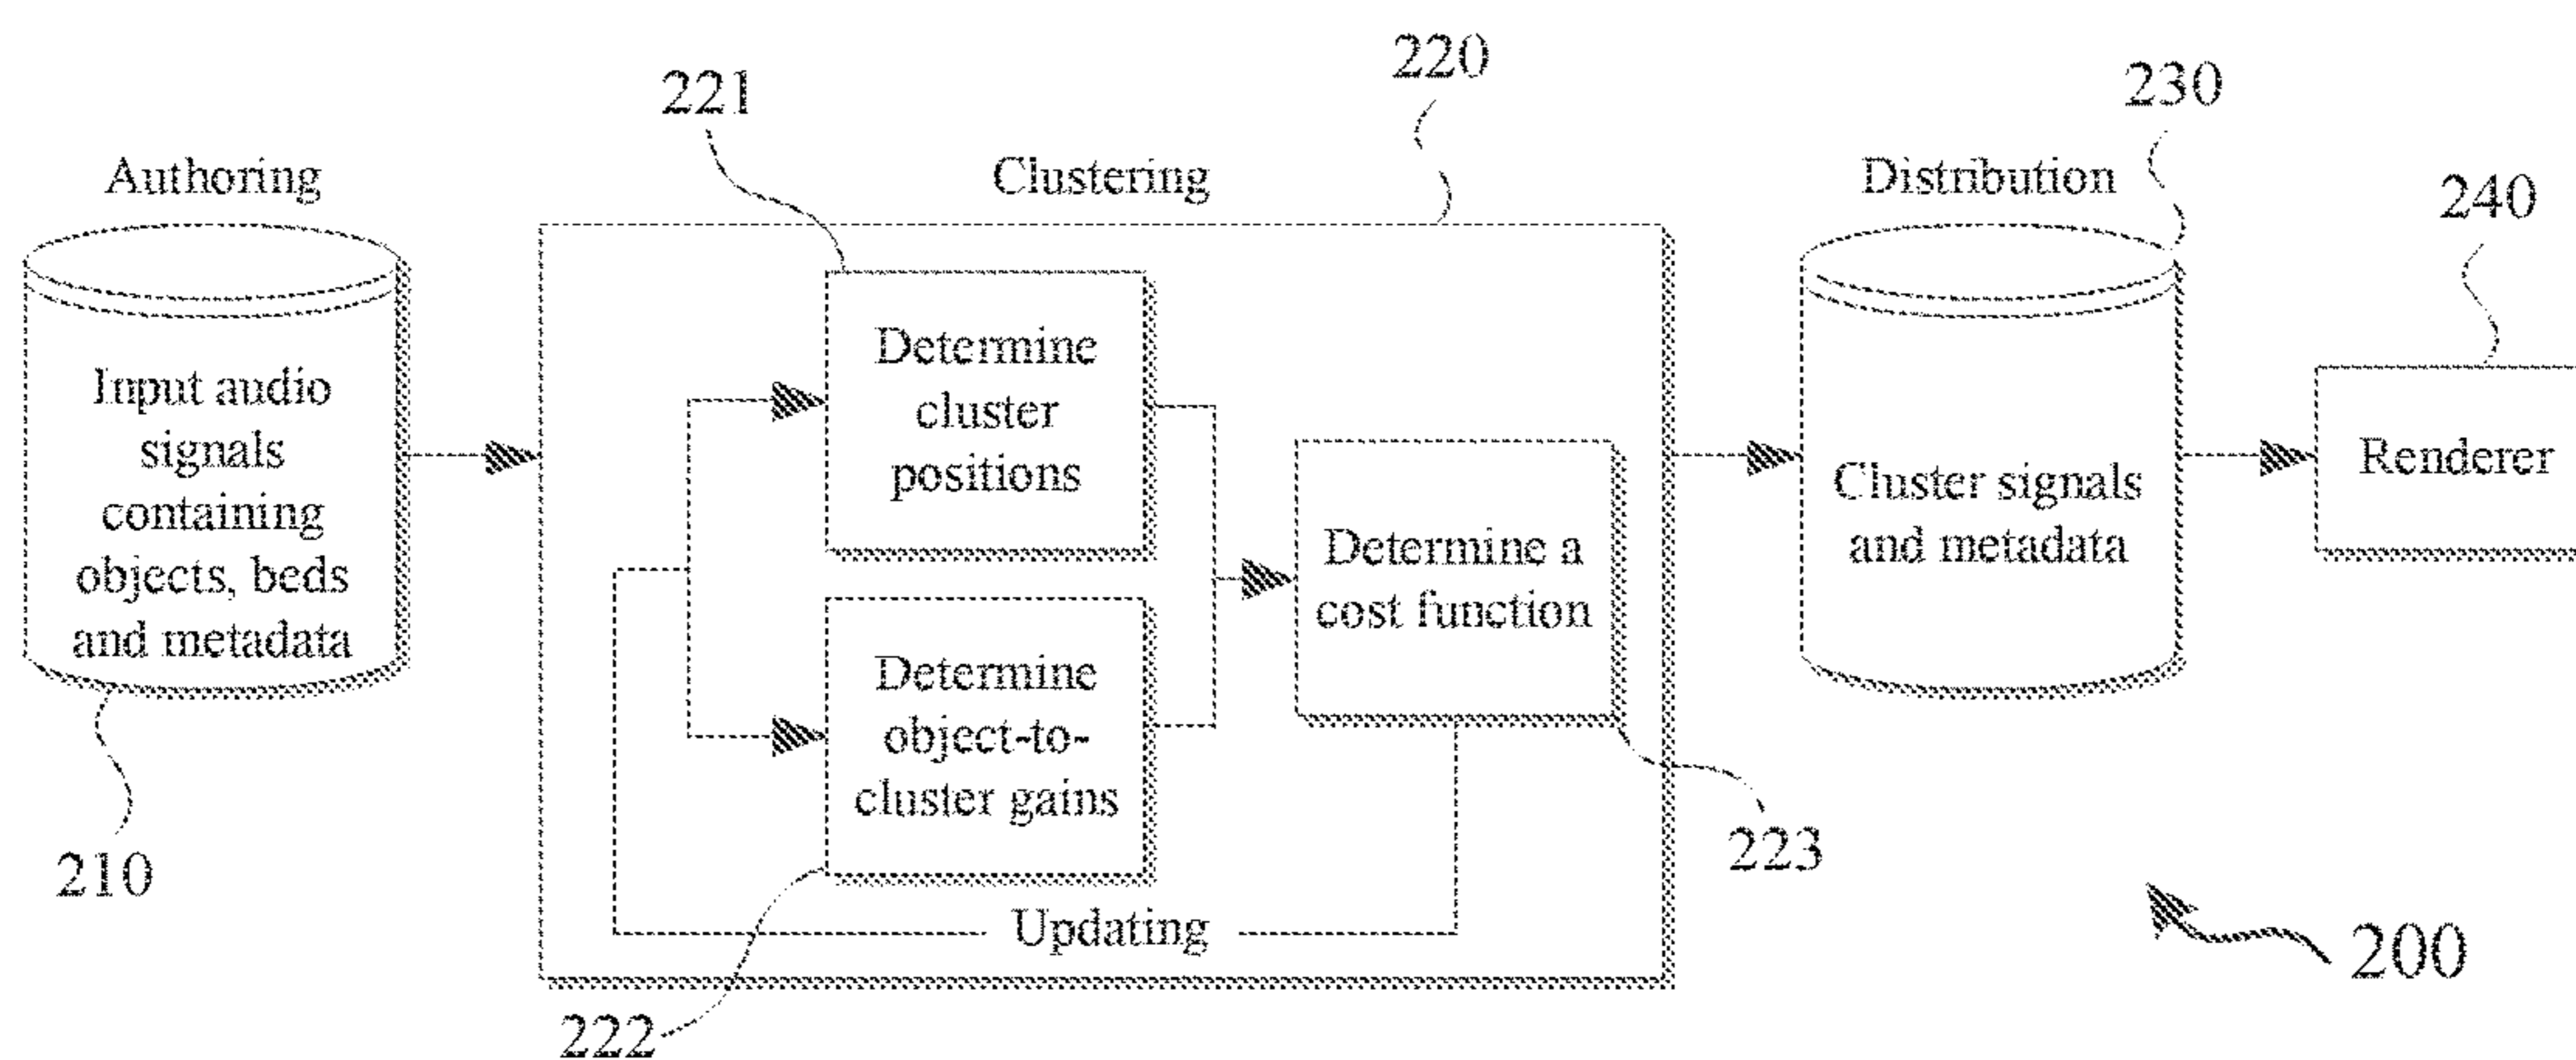 220
230
221
Authoring
Clustering
Distribution
240
Determine
cluster
positions
Input audio
signals
containing
objects, beds
and metadata
Renderer
Cluster signals
and metadata
Determine a
cost function
Determine
object-to-
cluster gains
223
210
Updating
200
222